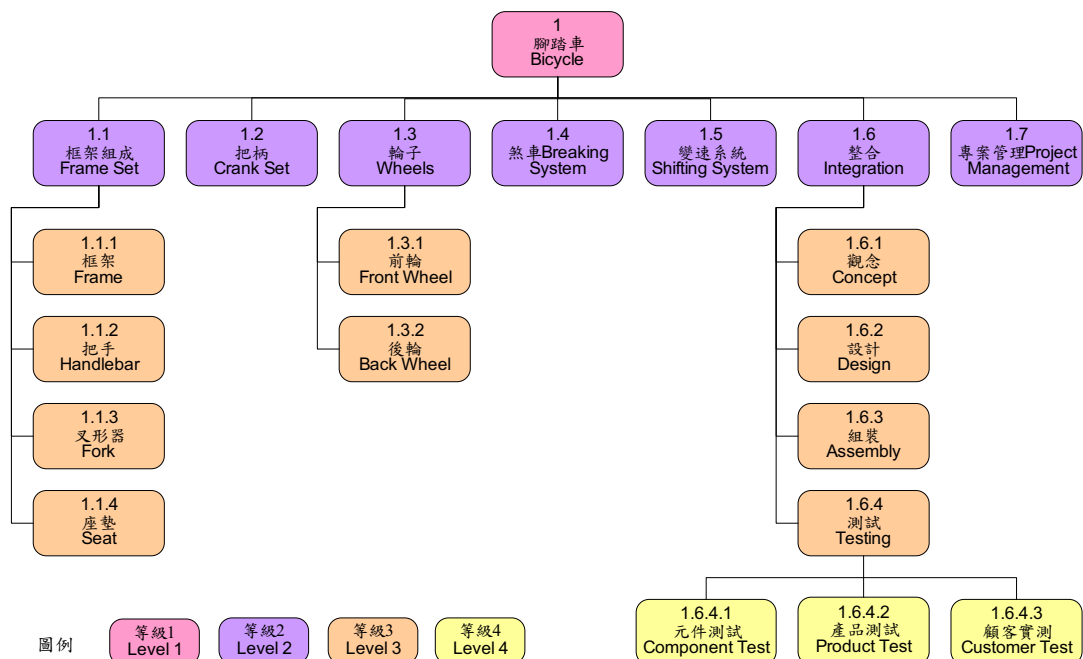 1
腳踏車
Bicycle
1.1
框架組成
Frame Set
1.2
把柄
Crank Set
1.3
輪子
Wheels
1.4
煞車Breaking
System
1.5
變速系統
Shifting System
1.6
整合
Integration
1.7
專案管理Project
Management
1.1.1
框架
Frame
1.3.1
前輪
Front Wheel
1.6.1
觀念
Concept
1.1.2
把手
Handlebar
1.3.2
後輪
Back Wheel
1.6.2
設計
Design
1.1.3
叉形器
Fork
1.6.3
組裝
Assembly
1.1.4
座墊
Seat
1.6.4
測試
Testing
1.6.4.1
元件測試
Component Test
1.6.4.2
產品測試
Product Test
1.6.4.3
顧客實測
Customer Test
圖例
等級1
Level 1
等級2
Level 2
等級3
Level 3
等級4
Level 4